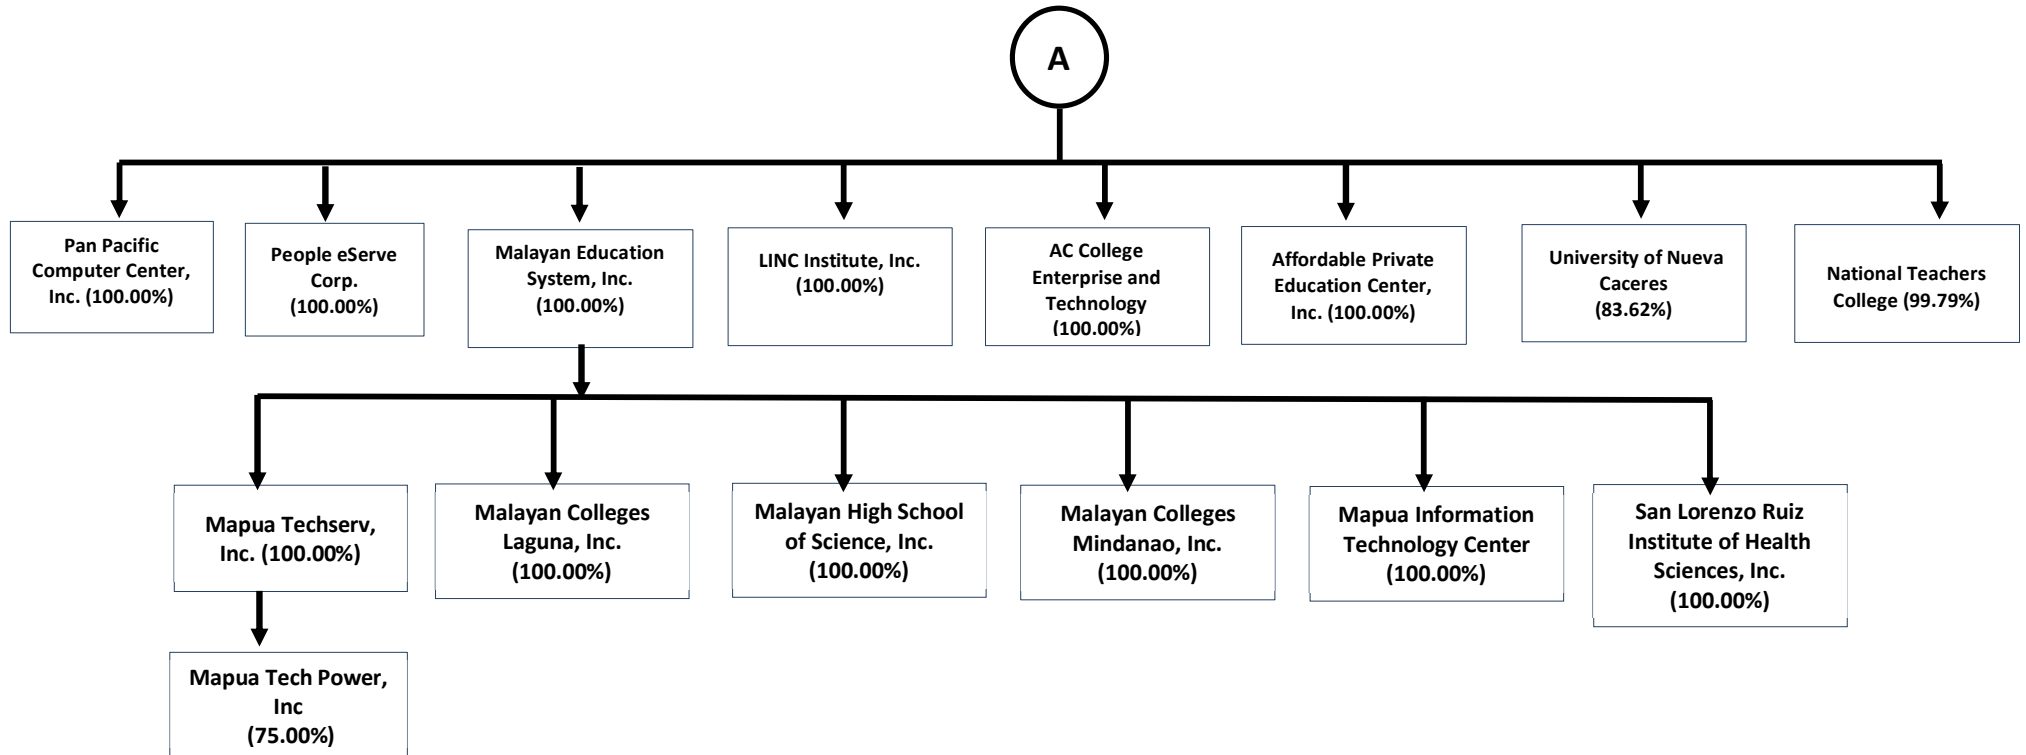 A
Pan Pacific
Computer Center,
Inc. (100.00%)
People eServe
Corp.
(100.00%)
Malayan Education
System, Inc.
(100.00%)
LINC Institute, Inc.
(100.00%)
AC College
Enterprise and
Technology
(100.00%)
Affordable Private
Education Center,
Inc. (100.00%)
University of Nueva
Caceres
(83.62%)
National Teachers
College (99.79%)
Mapua Techserv,
Inc. (100.00%)
Malayan Colleges
Laguna, Inc.
(100.00%)
Malayan High School
of Science, Inc.
(100.00%)
Malayan Colleges
Mindanao, Inc.
(100.00%)
Mapua Information
Technology Center
(100.00%)
San Lorenzo Ruiz
Institute of Health
Sciences, Inc.
(100.00%)
Mapua Tech Power,
Inc
(75.00%)